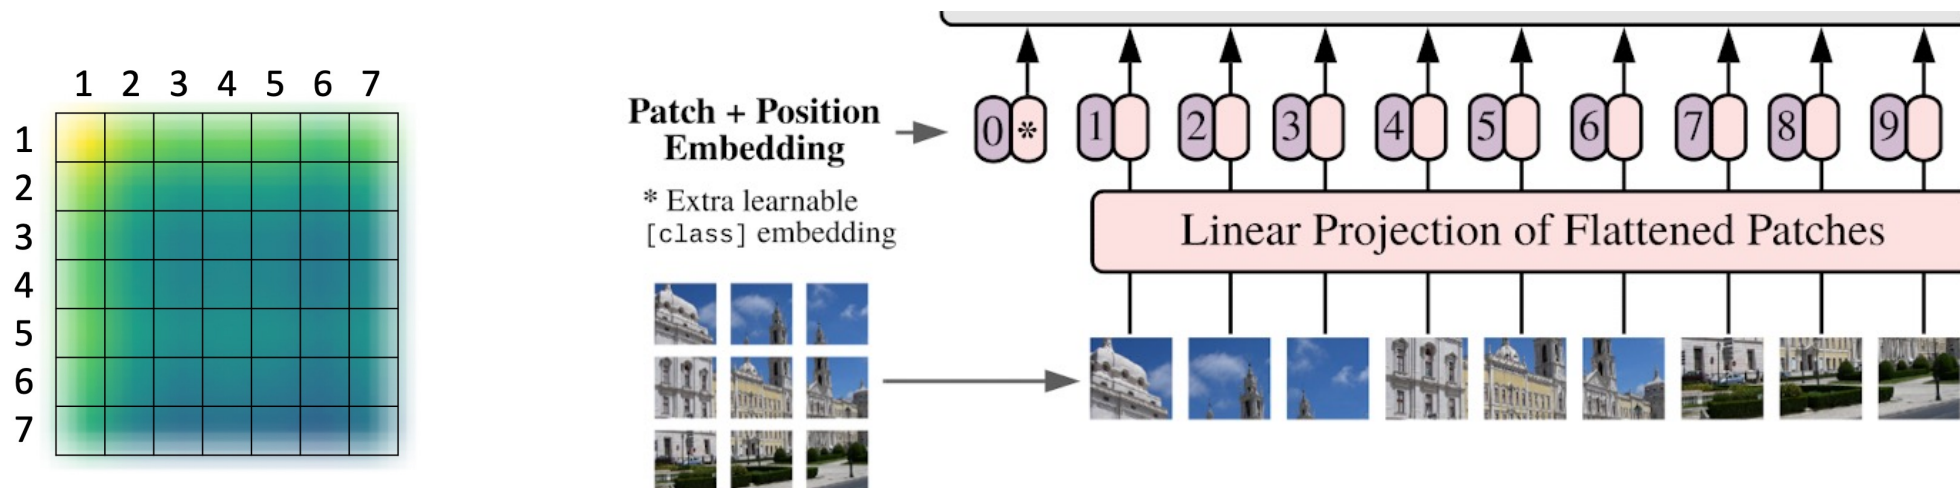 1 2 3 4 5 6 7
1
2
3
4
5
6
7
Patch + Position
Embedding
* Extra learnable
[class] embedding
0 * 1 2 3 4 5 6 7 8 9
Linear Projection of Flattened Patches